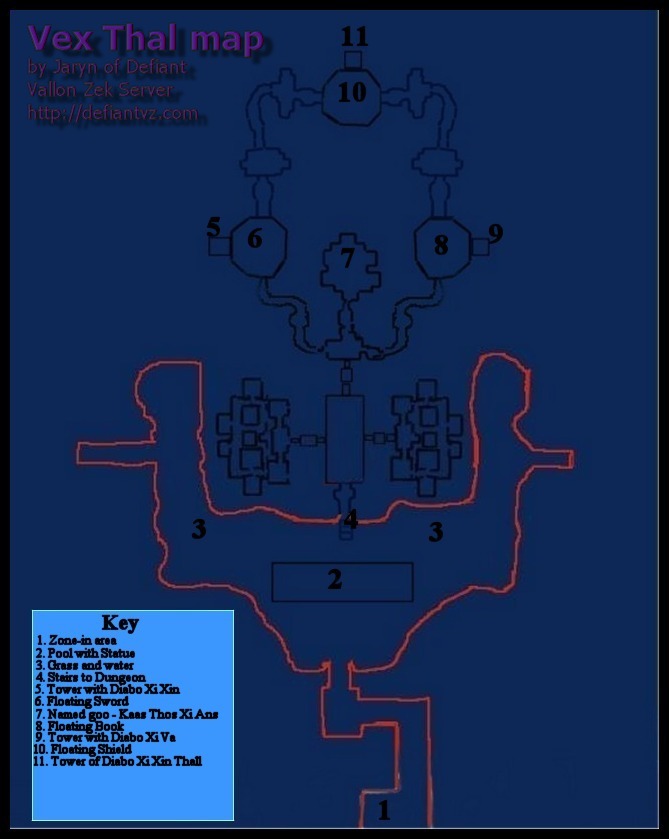 Vex Thal map
by Jaryn of Defiant
Vallon Zek Server
http://defiantvz.com
11
10
5
6
7
8
9
3
4
3
2
Key
1. Zone-in area
2. Pool with Statue
3. Grass and water
4. Stairs to Dungeon
5. Tower with Diabo Xi Xin
6. Floating Sword
7. Named goo - Kaas Thos Xi Ans
8. Floating Book
9. Tower with Diabo Xi Va
10. Floating Shield
11. Tower of Diabo Xi Xin Thall
1